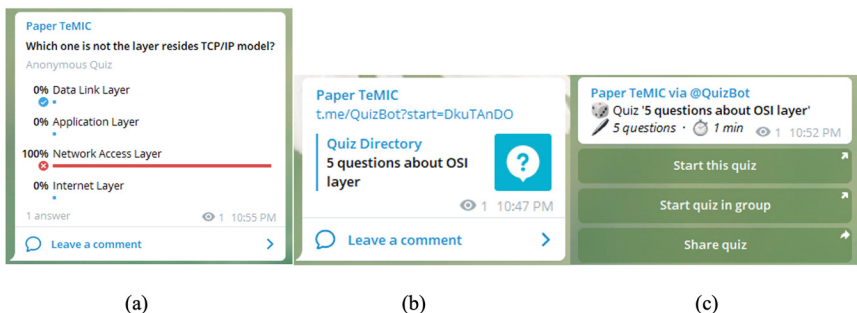 Paper TeMIC
Which one is not the layer resides TCP/IP model?
Anonymous Quiz
0% Data Link Layer
0% Application Layer
100% Network Access Layer
0% Internet Layer
1 answer 1 10:55 PM
Leave a comment
(a)
Paper TeMIC
t.me/QuizBot?start=DkuTAnDO
Quiz Directory
5 questions about OSI
layer
1 10:47 PM
Leave a comment
(b)
Paper TeMIC via @QuizBot
Quiz '5 questions about OSI layer'
5 questions · 1 min 1 10:52 PM
Start this quiz
Start quiz in group
Share quiz
(c)